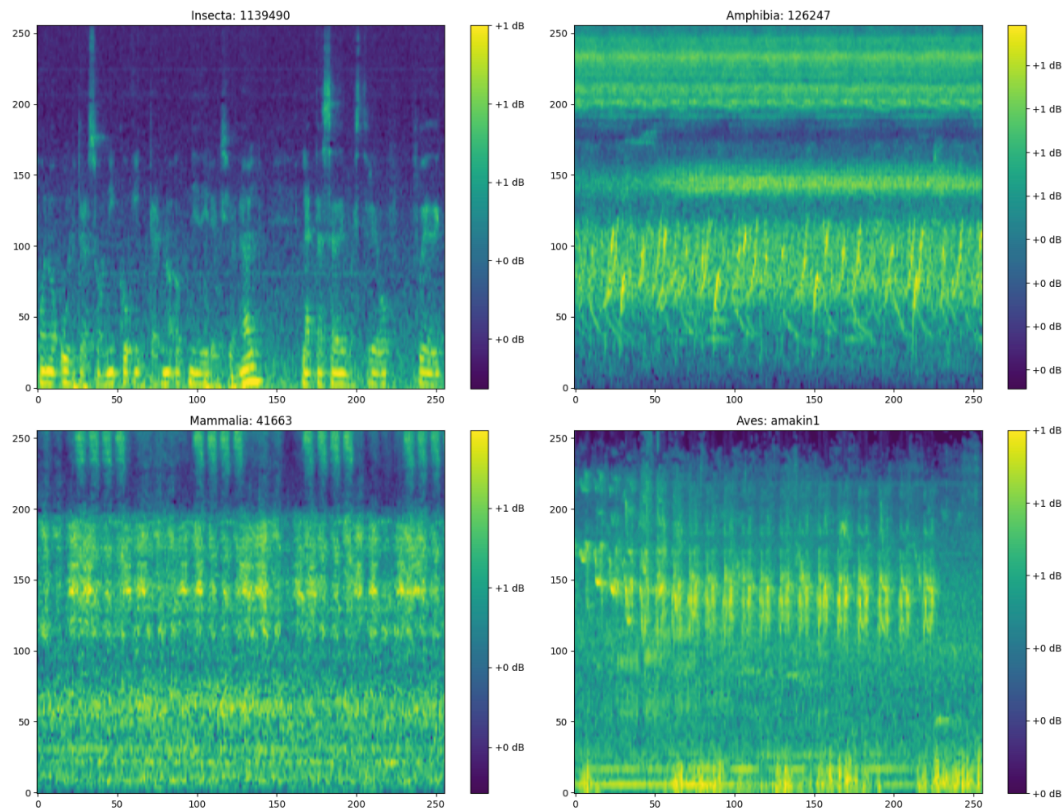 Insecta: 1139490
250
200
150
100
50
0
0 50 100 150 200 250
+1 dB
+1 dB
+1 dB
+0 dB
+0 dB
Amphibia: 126247
250
200
150
100
50
0
0 50 100 150 200 250
+1 dB
+1 dB
+1 dB
+1 dB
+0 dB
+0 dB
+0 dB
+0 dB
Mammalia: 41663
250
200
150
100
50
0
0 50 100 150 200 250
+1 dB
+1 dB
+0 dB
+0 dB
Aves: amakin1
250
200
150
100
50
0
0 50 100 150 200 250
+1 dB
+1 dB
+1 dB
+0 dB
+0 dB
+0 dB